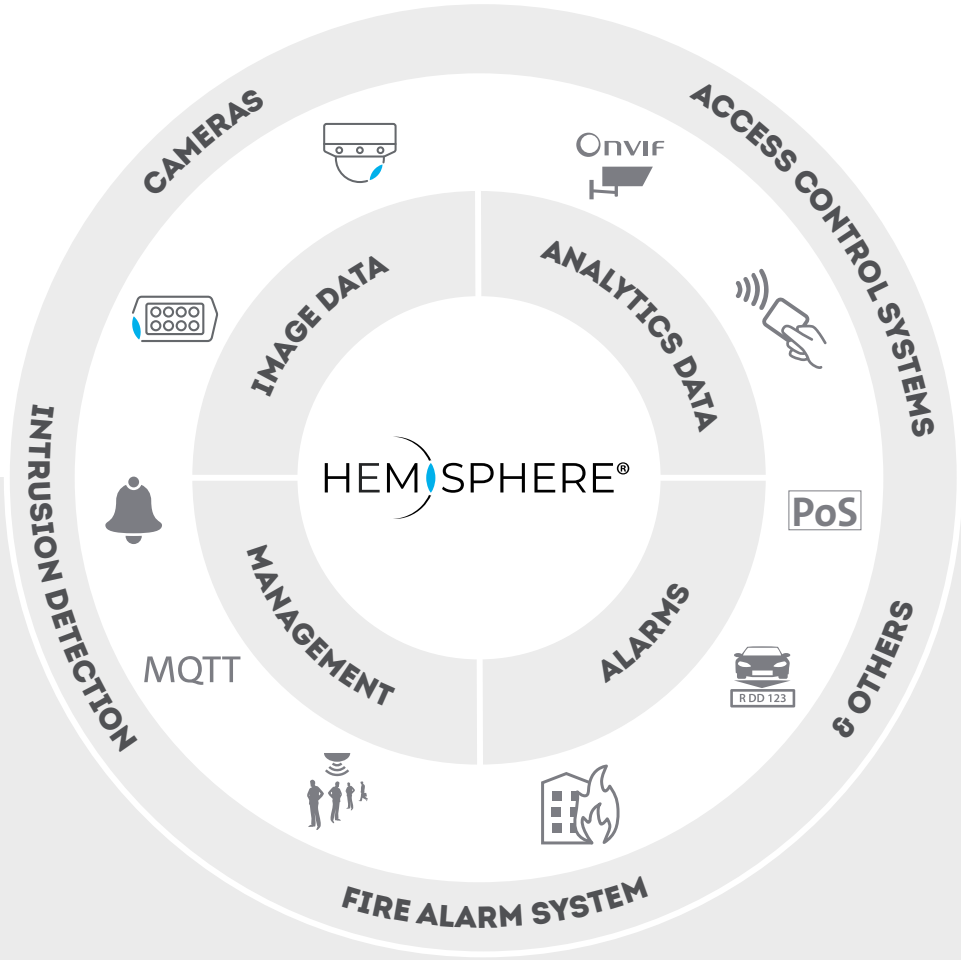 CAMERAS
ACCESS CONTROL SYSTEMS
ONVIF
IMAGE DATA
ANALYTICS DATA
HEMISPHERE®
INTRUSION DETECTION
PoS
MANAGEMENT
ALARMS
MQTT
R DD 123
& OTHERS
FIRE ALARM SYSTEM